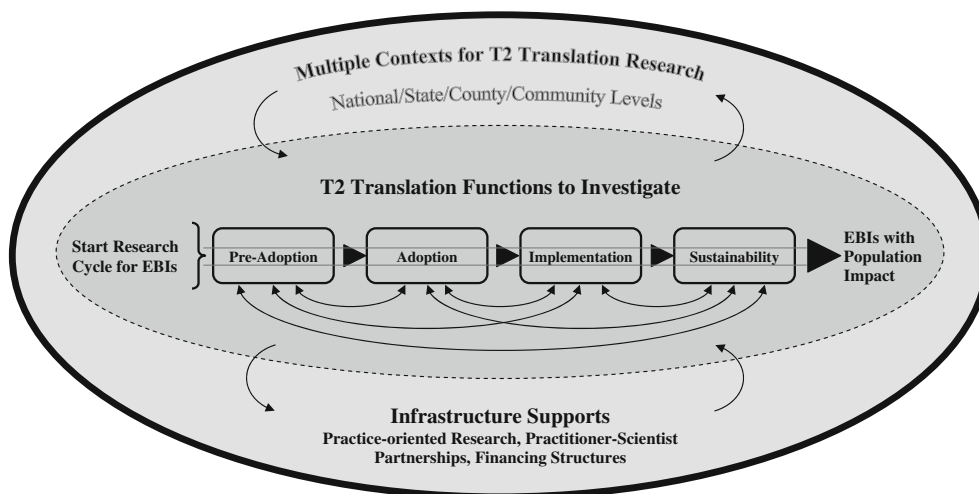 Multiple Contexts for T2 Translation Research
National/State/County/Community Levels
T2 Translation Functions to Investigate
Start Research
Cycle for EBIs
Pre-Adoption
Adoption
Implementation
Sustainability
EBIs with
Population
Impact
Infrastructure Supports
Practice-oriented Research, Practitioner-Scientist
Partnerships, Financing Structures